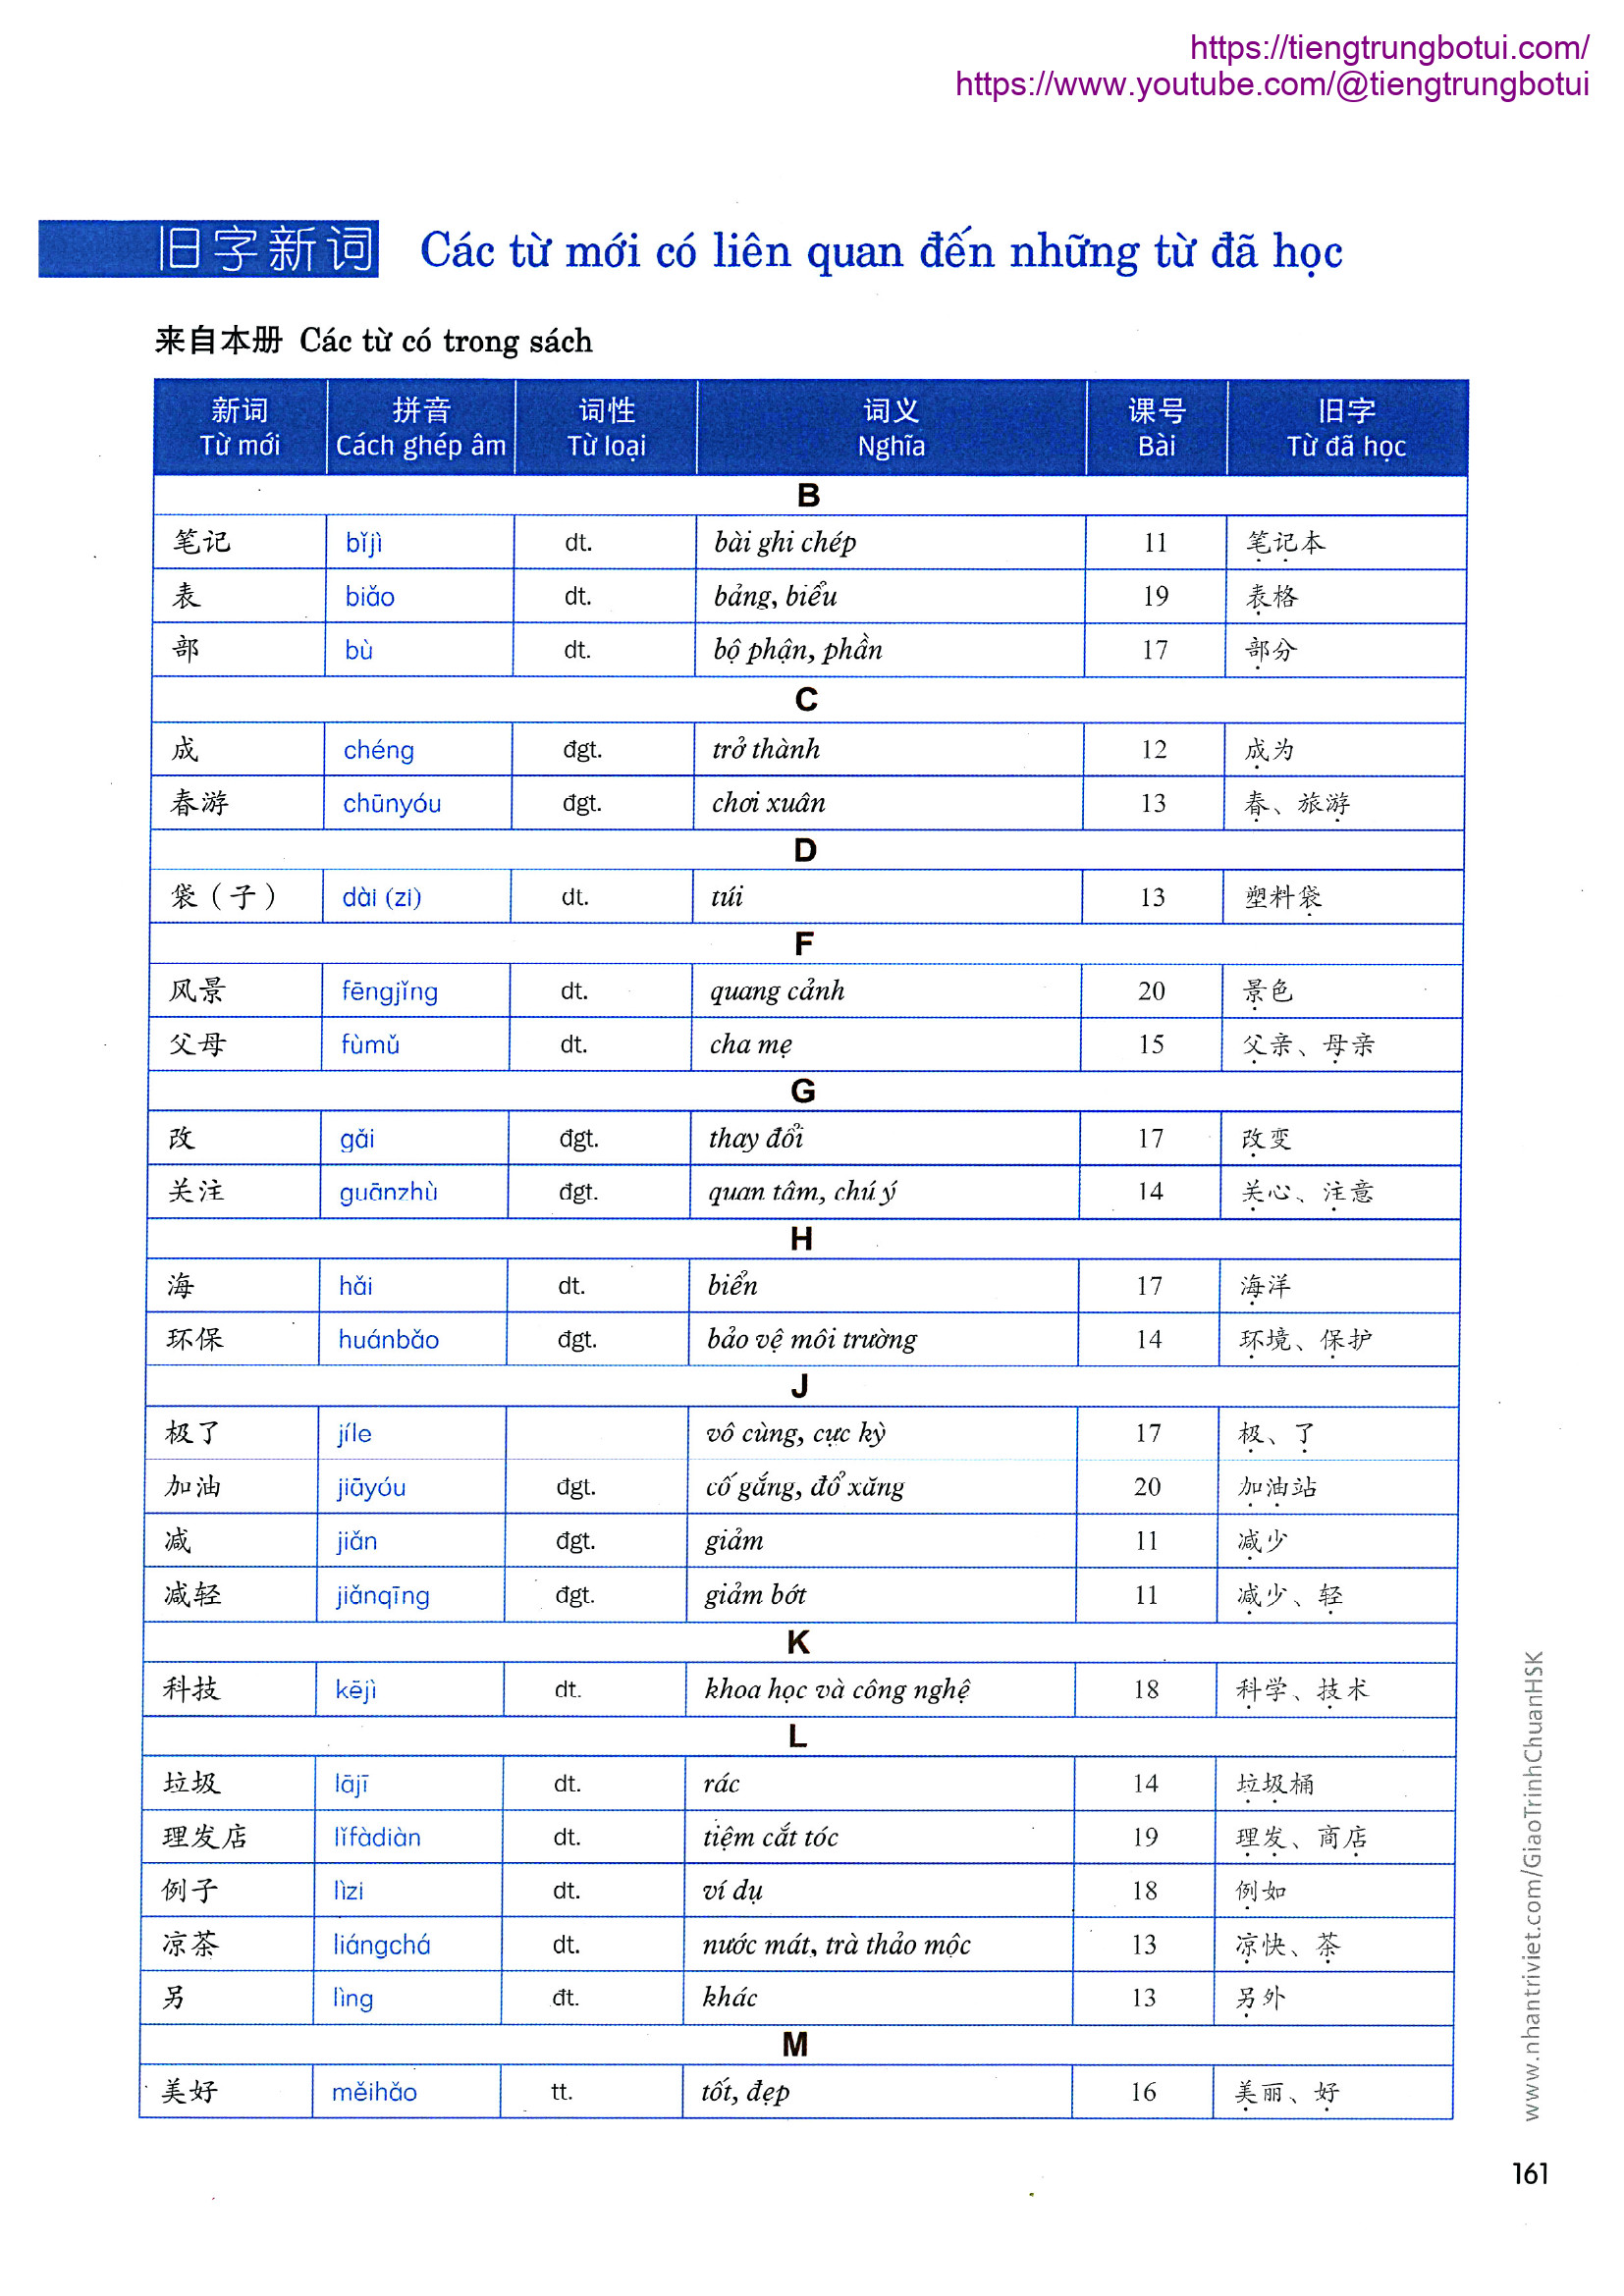 https://tiengtrungbotui.com/
https://www.youtube.com/@tiengtrungbotui
旧字新词 Các từ mới có liên quan đến những từ đã học
来自本册 Các từ có trong sách
新词 拼音 词性 词义 课号 旧字
Từ mới Cách ghép âm Từ loại Nghĩa Bài Từ đã học
B
笔记 bǐjì dt. bài ghi chép 11 笔记本
表 biǎo dt. bảng, biểu 19 表格
部 bù dt. bộ phận, phần 17 部分
C
成 chéng đgt. trở thành 12 成为
春游 chūnyóu đgt. chơi xuân 13 春、旅游
D
袋（子） dài (zi) dt. túi 13 塑料袋
F
风景 fēngjǐng dt. quang cảnh 20 景色
父母 fùmǔ dt. cha mẹ 15 父亲、母亲
G
改 gǎi đgt. thay đổi 17 改变
关注 guānzhù đgt. quan tâm, chú ý 14 关心、注意
H
海 hǎi dt. biển 17 海洋
环保 huánbǎo đgt. bảo vệ môi trường 14 环境、保护
J
极了 jíle vô cùng, cực kỳ 17 极、了
加油 jiāyóu đgt. cố gắng, đổ xăng 20 加油站
减 jiǎn đgt. giảm 11 减少
减轻 jiǎnqīng đgt. giảm bớt 11 减少、轻
K
科技 kējì dt. khoa học và công nghệ 18 科学、技术
L
垃圾 lājī dt. rác 14 垃圾桶
理发店 lǐfàdiàn dt. tiệm cắt tóc 19 理发、商店
例子 lìzi dt. ví dụ 18 例如
凉茶 liángchá dt. nước mát, trà thảo mộc 13 凉快、茶
另 lìng đt. khác 13 另外
M
美好 měihǎo tt. tốt, đẹp 16 美丽、好
www.nhantriviet.com/GiaoTrinhChuanHSK
161